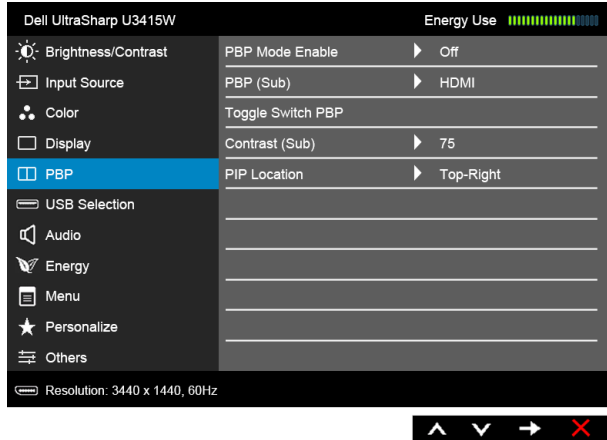 Dell UltraSharp U3415W Energy Use
Brightness/Contrast PBP Mode Enable Off
Input Source PBP (Sub) HDMI
Color Toggle Switch PBP
Display Contrast (Sub) 75
PBP PIP Location Top-Right
USB Selection
Audio
Energy
Menu
Personalize
Others
Resolution: 3440 x 1440, 60Hz